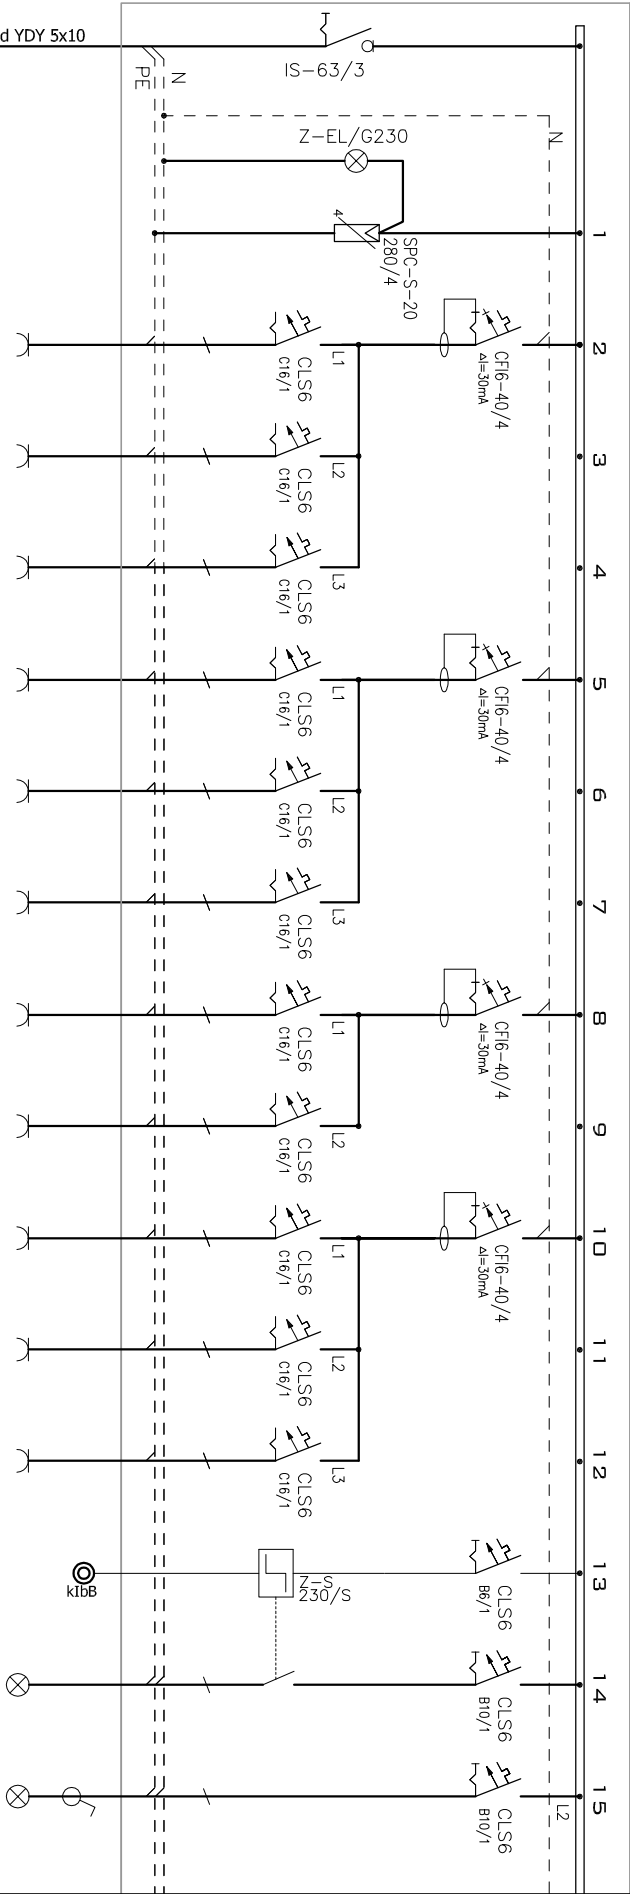 d YDY 5x10
IS-63/3
PE
N
Z-EL/G230
N
1
4
SPC-S-20
280/4
2
CFI6-40/4
ΔI=30mA
L1
CLS6
C16/1
3
L2
CLS6
C16/1
4
L3
CLS6
C16/1
5
CFI6-40/4
ΔI=30mA
L1
CLS6
C16/1
6
L2
CLS6
C16/1
7
L3
CLS6
C16/1
8
CFI6-40/4
ΔI=30mA
L1
CLS6
C16/1
9
L2
CLS6
C16/1
10
CFI6-40/4
ΔI=30mA
L1
CLS6
C16/1
11
L2
CLS6
C16/1
12
L3
CLS6
C16/1
13
CLS6
B6/1
Z-S
230/S
kIbB
14
CLS6
B10/1
15
L2
CLS6
B10/1